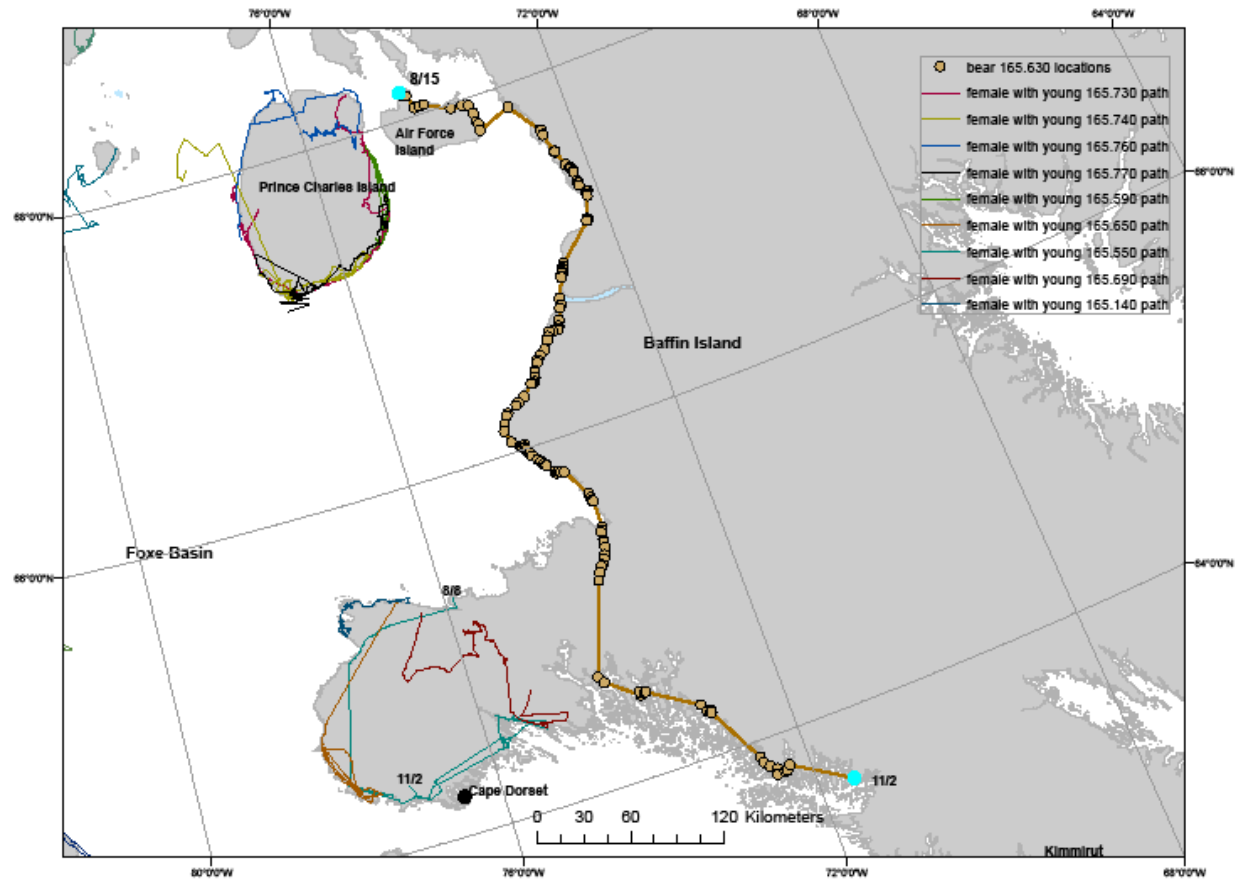 76°0'0"W
72°0'0"W
68°0'0"W
64°0'0"W
8/15
bear 165.630 locations
female with young 165.730 path
female with young 165.740 path
female with young 165.760 path
female with young 165.770 path
female with young 165.590 path
female with young 165.650 path
female with young 165.550 path
female with young 165.690 path
female with young 165.140 path
Air Force
Island
Prince Charles Island
66°0'0"N
68°0'0"N
Baffin Island
Foxe Basin
66°0'0"N
64°0'0"N
8/8
11/2
11/2
Cape Dorset
0 30 60 120 Kilometers
Kimmirut
80°0'0"W
76°0'0"W
72°0'0"W
68°0'0"W